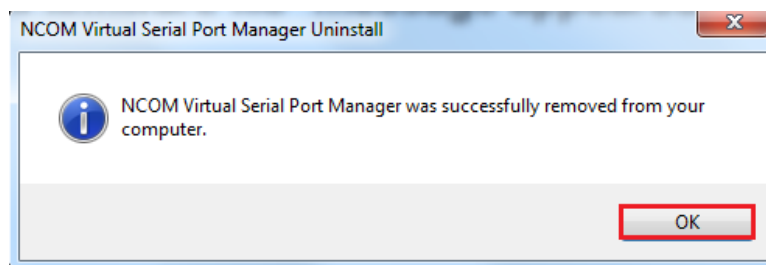 NCOM Virtual Serial Port Manager Uninstall
NCOM Virtual Serial Port Manager was successfully removed from your
computer.
OK